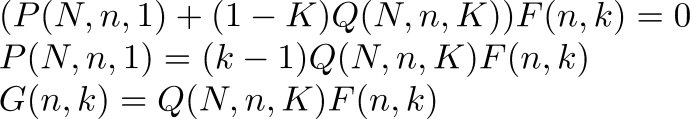 (P(N, n, 1) + (1 − K)Q(N, n, K))F(n, k) = 0
P(N, n, 1) = (k − 1)Q(N, n, K)F(n, k)
G(n, k) = Q(N, n, K)F(n, k)